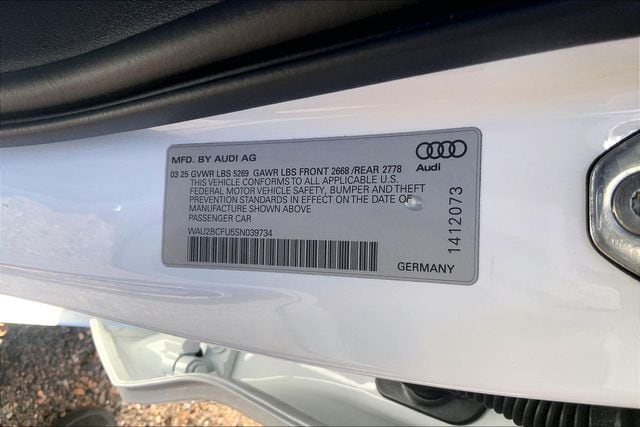 MFD. BY AUDI AG
Audi
03 25 GVWR LBS 5269 GAWR LBS FRONT 2668 /REAR 2778
THIS VEHICLE CONFORMS TO ALL APPLICABLE U.S.
FEDERAL MOTOR VEHICLE SAFETY, BUMPER AND THEFT
PREVENTION STANDARDS IN EFFECT ON THE DATE OF
MANUFACTURE SHOWN ABOVE
PASSENGER CAR
WAU2BCFU5SN039734
GERMANY
1412073